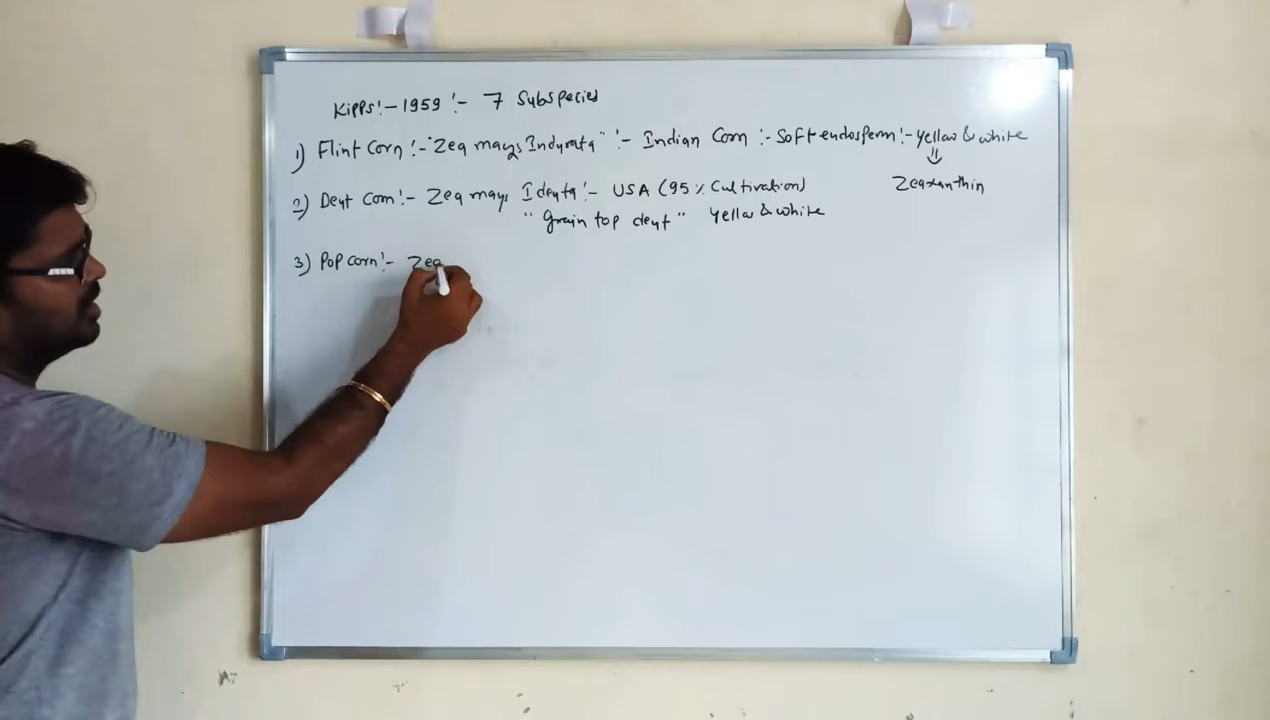 Kipps:- 1959 :- 7 Subspecies
1) Flint Corn :- "Zea mays Indurata" :- Indian Corn :- Soft endosperm :- yellow & white
⇓
Zeaxanthin
2) Dent Corn :- Zea mays Identa :- USA (95% Cultivation)
"grain top dent" yellow & white
3) Pop corn :- Zea